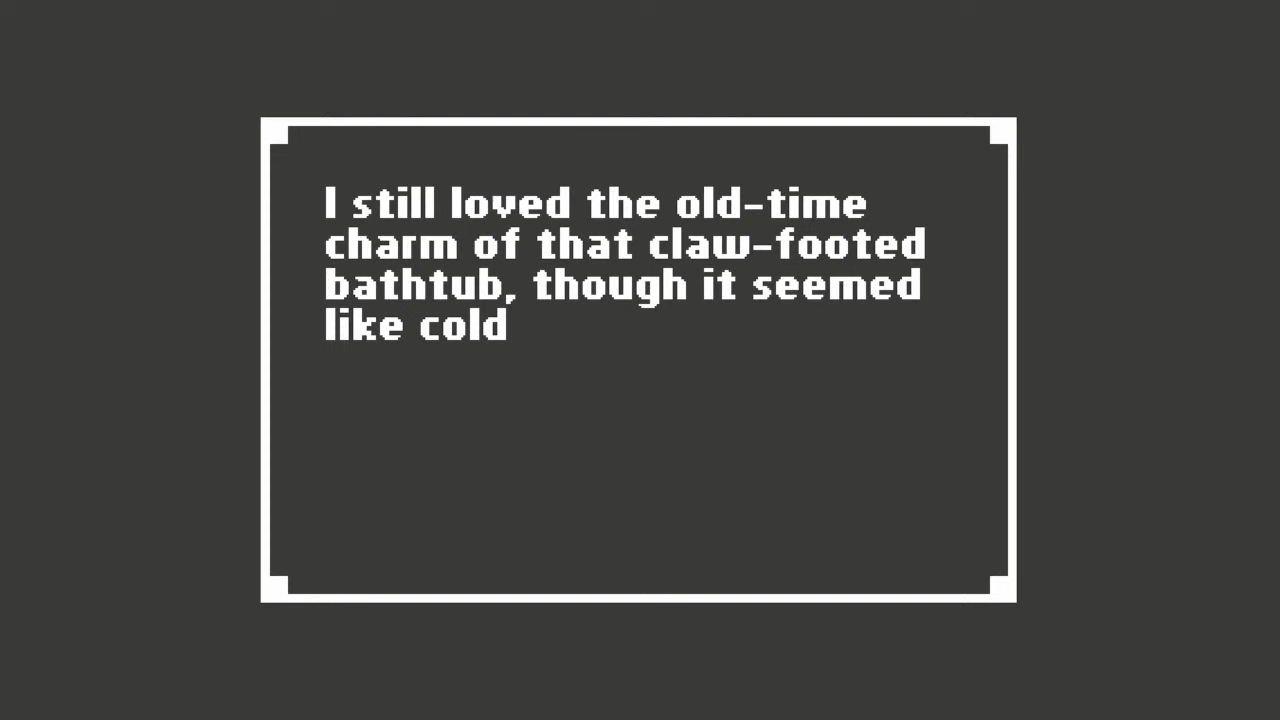 I still loved the old-time
charm of that claw-footed
bathtub, though it seemed
like cold